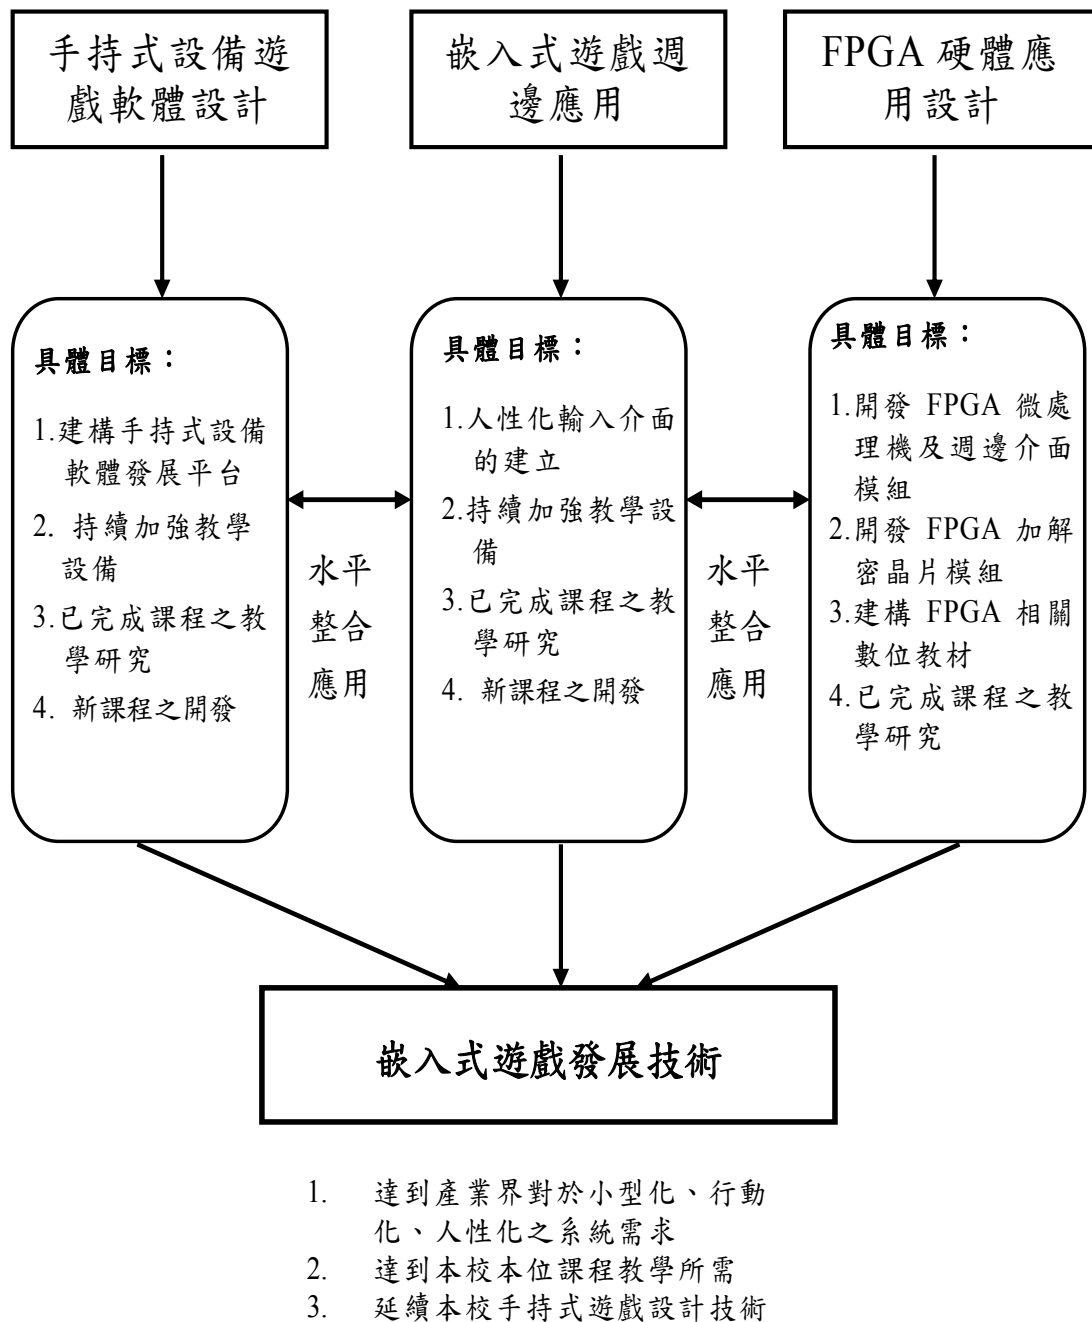 手持式設備遊
戲軟體設計
嵌入式遊戲週
邊應用
FPGA 硬體應
用設計
具體目標：
1.建構手持式設備
軟體發展平台
2. 持續加強教學
設備
3.已完成課程之教
學研究
4. 新課程之開發
水平
整合
應用
具體目標：
1.人性化輸入介面
的建立
2.持續加強教學設
備
3.已完成課程之教
學研究
4. 新課程之開發
水平
整合
應用
具體目標：
1.開發 FPGA 微處
理機及週邊介面
模組
2.開發 FPGA 加解
密晶片模組
3.建構 FPGA 相關
數位教材
4.已完成課程之教
學研究
嵌入式遊戲發展技術
1. 達到產業界對於小型化、行動
化、人性化之系統需求
2. 達到本校本位課程教學所需
3. 延續本校手持式遊戲設計技術